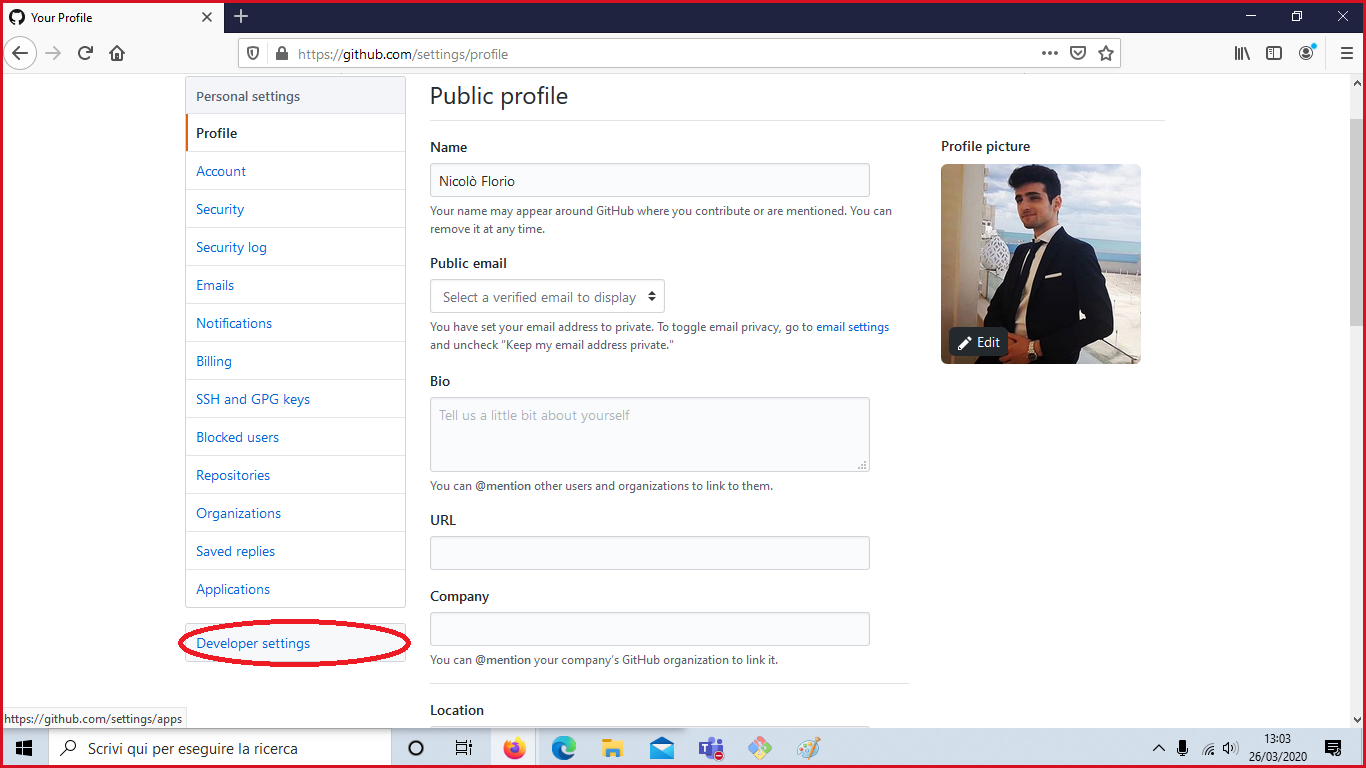 Your Profile
https://github.com/settings/profile
Personal settings
Profile
Account
Security
Security log
Emails
Notifications
Billing
SSH and GPG keys
Blocked users
Repositories
Organizations
Saved replies
Applications
Developer settings
Public profile
Name
Nicolò Florio
Your name may appear around GitHub where you contribute or are mentioned. You can
remove it at any time.
Public email
Select a verified email to display
You have set your email address to private. To toggle email privacy, go to email settings
and uncheck "Keep my email address private."
Bio
Tell us a little bit about yourself
You can @mention other users and organizations to link to them.
URL
Company
You can @mention your company's GitHub organization to link it.
Location
Profile picture
Edit
https://github.com/settings/apps
Scrivi qui per eseguire la ricerca
13:03
26/03/2020